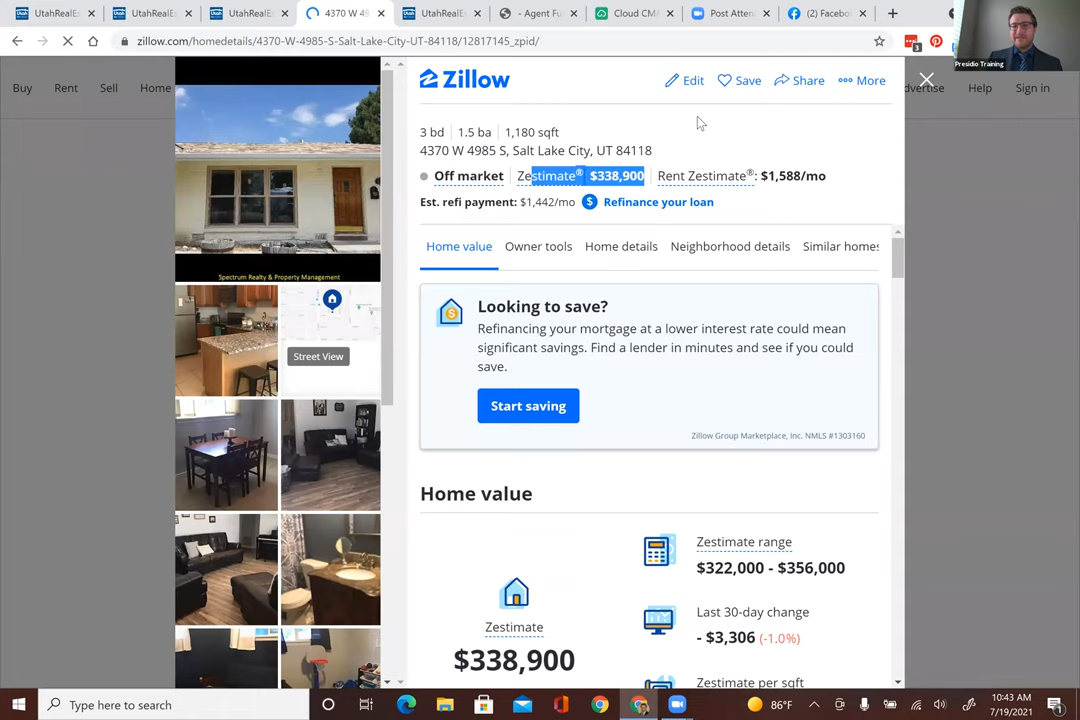 UtahRealEs
UtahRealEs
UtahRealEs
4370 W 49
UtahRealEs
- Agent Fu
Cloud CMA
Post Atten
(2) Faceboo
zillow.com/homedetails/4370-W-4985-S-Salt-Lake-City-UT-84118/12817145_zpid/
3
Presidio Training
Buy
Rent
Sell
Home
dvertise
Help
Sign in
Zillow
Edit
Save
Share
More
3 bd
1.5 ba
1,180 sqft
4370 W 4985 S, Salt Lake City, UT 84118
Off market
Zestimate® $338,900
Rent Zestimate®: $1,588/mo
Est. refi payment: $1,442/mo
$ Refinance your loan
Home value
Owner tools
Home details
Neighborhood details
Similar homes
Looking to save?
Refinancing your mortgage at a lower interest rate could mean
significant savings. Find a lender in minutes and see if you could
save.
Start saving
Zillow Group Marketplace, Inc. NMLS #1303160
Spectrum Realty & Property Management
Street View
Home value
Zestimate
$338,900
Zestimate range
$322,000 - $356,000
Last 30-day change
- $3,306 (-1.0%)
Zestimate per sqft
Type here to search
86°F
10:43 AM
7/19/2021
1